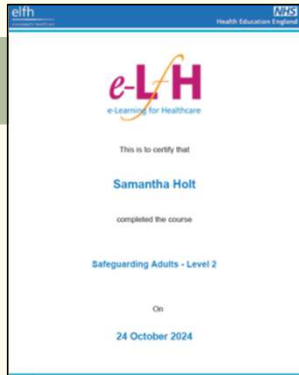 elfh
NHS
Health Education England
e-LfH
e-Learning for Healthcare
This is to certify that
Samantha Holt
completed the course
Safeguarding Adults - Level 2
On
24 October 2024